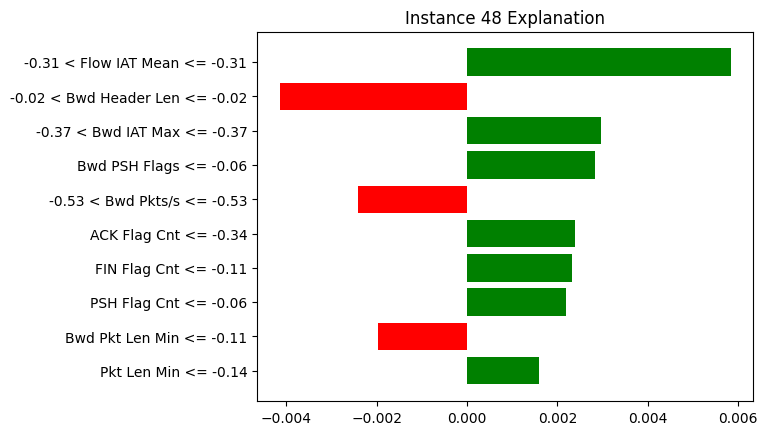 Instance 48 Explanation
-0.31 < Flow IAT Mean <= -0.31
-0.02 < Bwd Header Len <= -0.02
-0.37 < Bwd IAT Max <= -0.37
Bwd PSH Flags <= -0.06
-0.53 < Bwd Pkts/s <= -0.53
ACK Flag Cnt <= -0.34
FIN Flag Cnt <= -0.11
PSH Flag Cnt <= -0.06
Bwd Pkt Len Min <= -0.11
Pkt Len Min <= -0.14
−0.004 −0.002 0.000 0.002 0.004 0.006